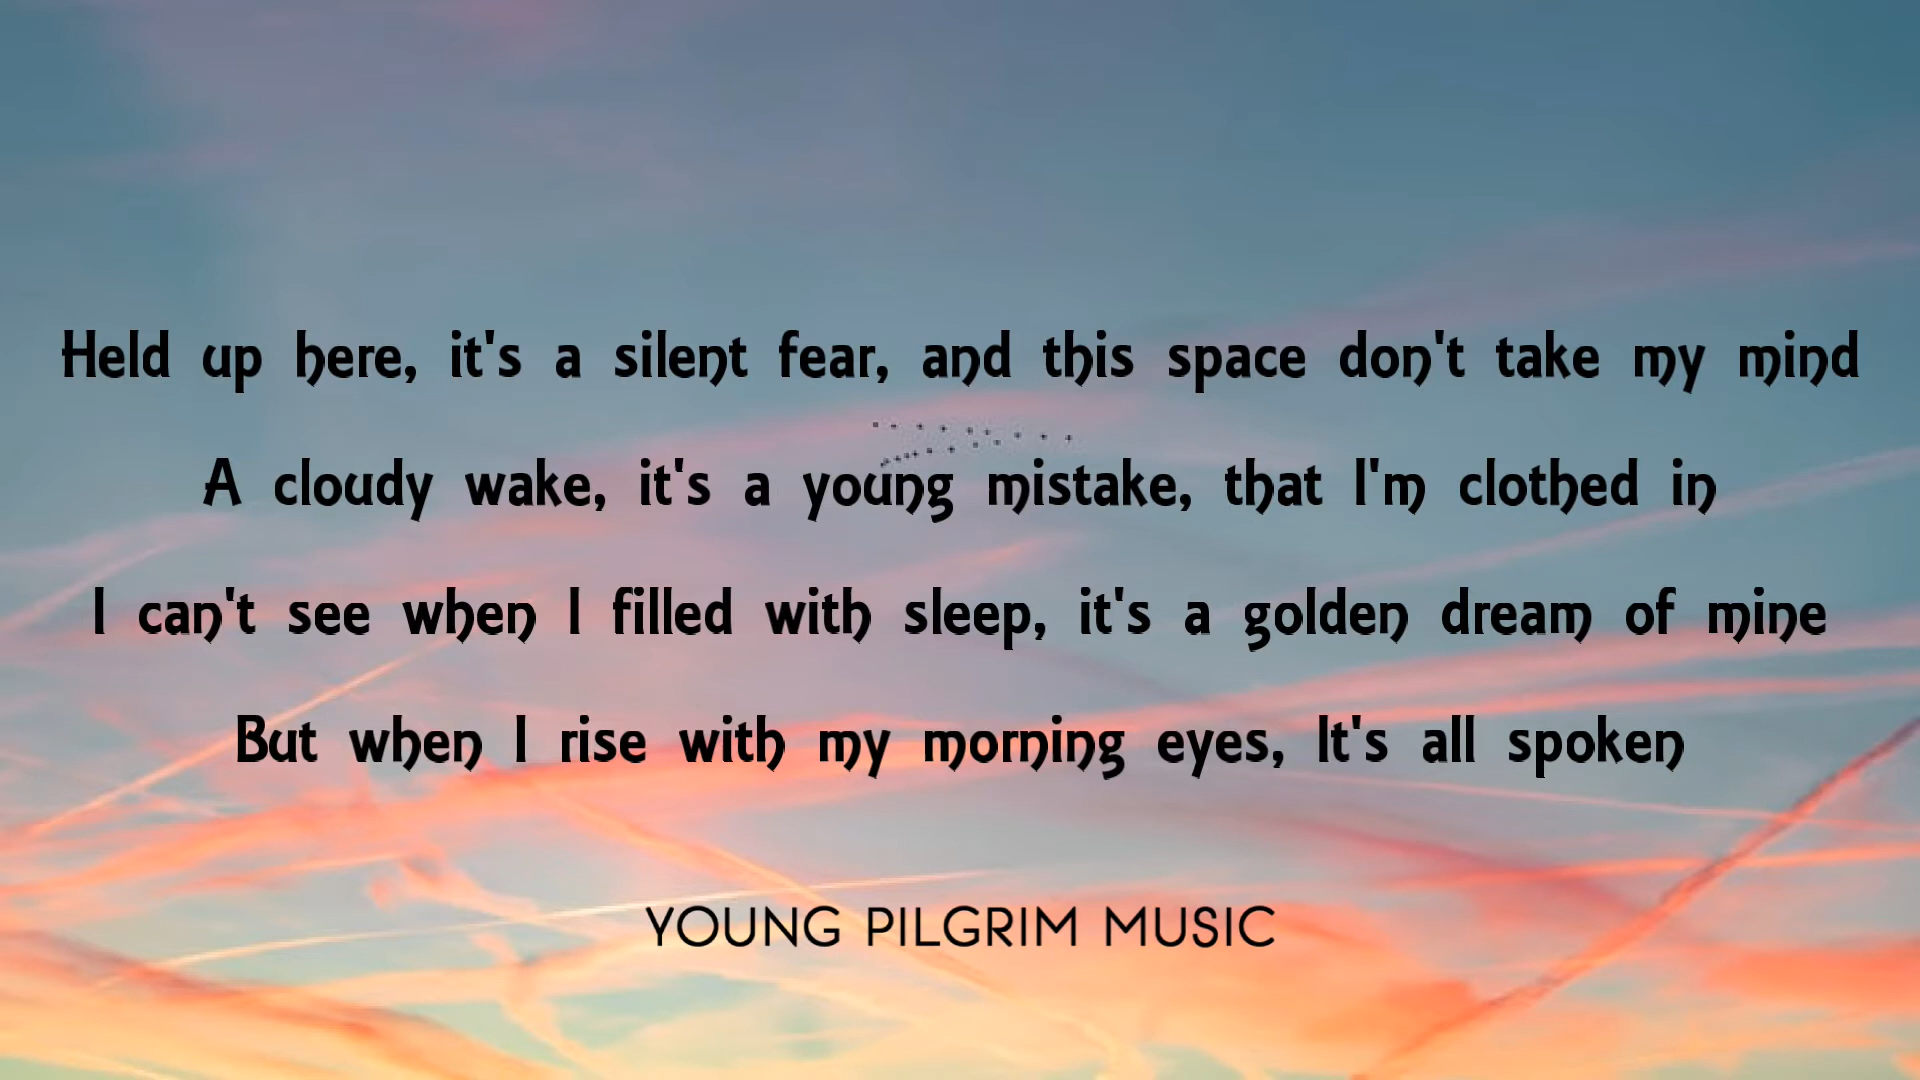 Held up here, it's a silent fear, and this space don't take my mind
A cloudy wake, it's a young mistake, that I'm clothed in
I can't see when I filled with sleep, it's a golden dream of mine
But when I rise with my morning eyes, It's all spoken
YOUNG PILGRIM MUSIC